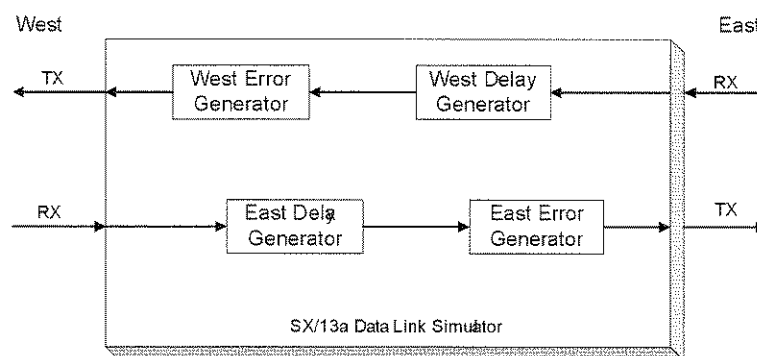 West
East
TX
West Error
Generator
West Delay
Generator
RX
RX
East Delay
Generator
East Error
Generator
TX
SX/13a Data Link Simulator